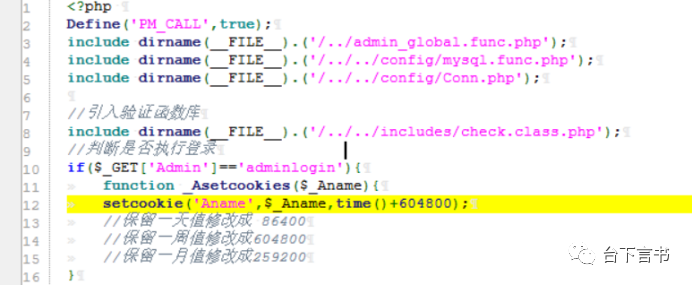 1 <?php
2 Define('PM_CALL',true);
3 include dirname(__FILE__).('/../admin_global.func.php');
4 include dirname(__FILE__).('/../../config/mysql.func.php');
5 include dirname(__FILE__).('/../../config/Conn.php');
6
7 //引入验证函数库
8 include dirname(__FILE__).('/../../includes/check.class.php');
9 //判断是否执行登录
10 if($_GET['Admin']=='adminlogin'){
11 function _Asetcookies($_Aname){
12 setcookie('Aname',$_Aname,time()+604800);
13 //保留一天值修改成 86400
14 //保留一周值修改成604800
15 //保留一月值修改成259200
16 }
台下言书